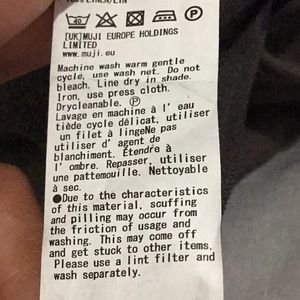 [UK]MUJI EUROPE HOLDINGS
LIMITED
www.muji.eu
Machine wash warm gentle
cycle, use wash net. Do not
bleach. Line dry in shade.
Iron, use press cloth.
Drycleanable. Ⓟ
Lavage en machine à l'eau
tiède cycle délicat, utiliser
un filet à lingeNe pas
utiliser d'agent de
blanchiment. Étendre à
l'ombre. Repasser, utiliser
une pattemouille. Nettoyable
à sec.
●Due to the characteristics
of this material, scuffing
and pilling may occur from
the friction of usage and
washing. This may come off
and get stuck to other items.
Please use a lint filter and
wash separately.